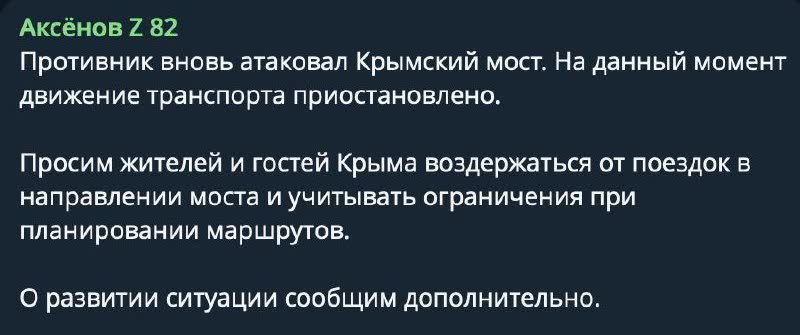 Аксёнов Z 82
Противник вновь атаковал Крымский мост. На данный момент
движение транспорта приостановлено.
Просим жителей и гостей Крыма воздержаться от поездок в
направлении моста и учитывать ограничения при
планировании маршрутов.
О развитии ситуации сообщим дополнительно.